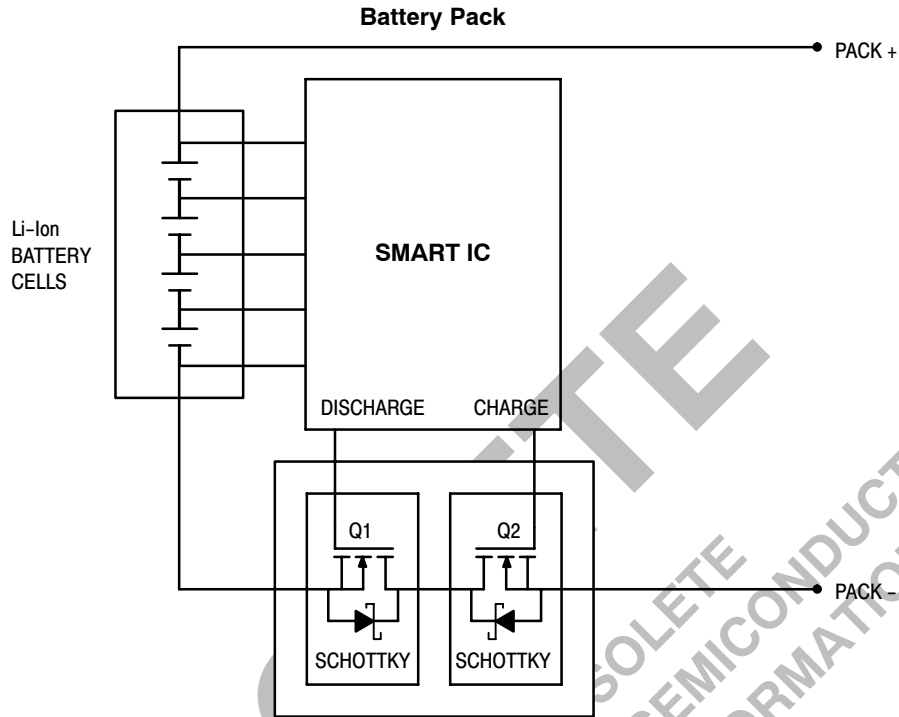 Battery Pack
PACK +
Li–Ion
BATTERY
CELLS
SMART IC
DISCHARGE CHARGE
Q1 Q2
PACK –
SCHOTTKY SCHOTTKY